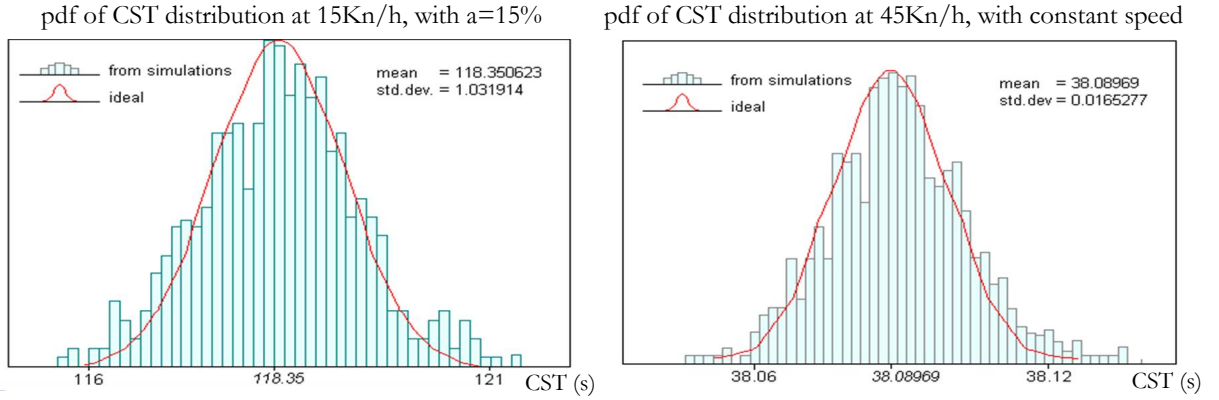 pdf of CST distribution at 15Kn/h, with a=15%
from simulations
ideal
mean = 118.350623
std.dev. = 1.031914
116
118.35
121
CST (s)
pdf of CST distribution at 45Kn/h, with constant speed
from simulations
ideal
mean = 38.08969
std.dev = 0.0165277
38.06
38.08969
38.12
CST (s)